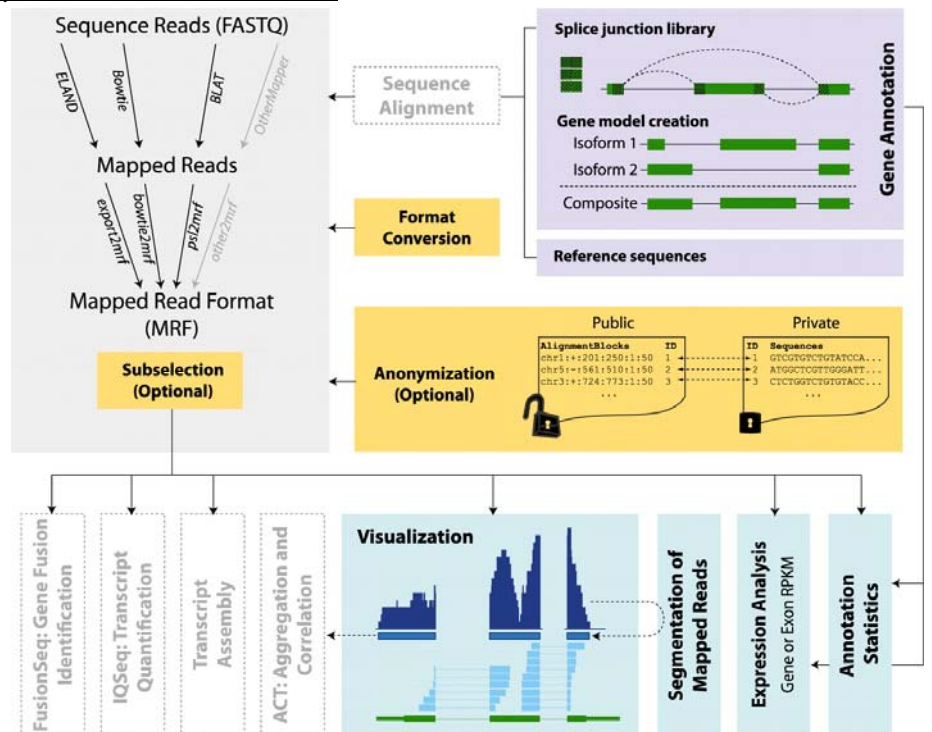 Sequence Reads (FASTQ)
ELAND
Bowtie
BLAT
OtherMapper
Mapped Reads
export2mrf
bowtie2mrf
psl2mrf
other2mrf
Mapped Read Format
(MRF)
Subselection
(Optional)
Sequence
Alignment
Format
Conversion
Splice junction library
Gene model creation
Isoform 1
Isoform 2
Composite
Gene Annotation
Reference sequences
Anonymization
(Optional)
Public
AlignmentBlocks ID
chr1:+:201:250:1:50 1
chr5:-:561:510:1:50 2
chr3:+:724:773:1:50 3
...
Private
ID Sequences
1 GTCGTGTCTGTATCCA...
2 ATGGCTCGTTGGGATT...
3 CTCTGGTCTGTGTACC...
...
FusionSeq: Gene Fusion
Identification
IQSeq: Transcript
Quantification
Transcript
Assembly
ACT: Aggregation and
Correlation
Visualization
Segmentation of
Mapped Reads
Expression Analysis
Gene or Exon RPKM
Annotation
Statistics